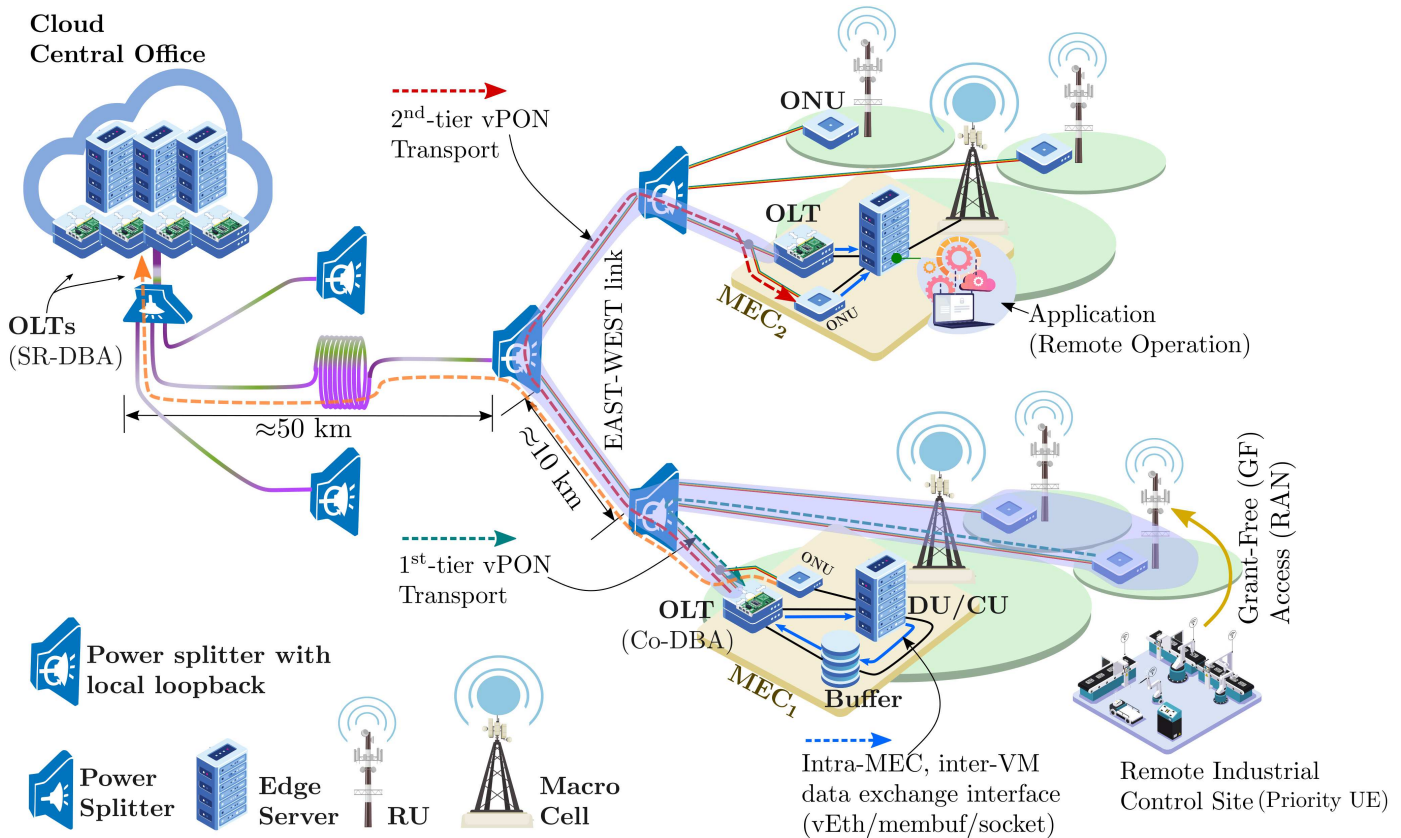 Cloud
Central Office
OLTs
(SR-DBA)
≈50 km
2nd-tier vPON
Transport
EAST-WEST link
≈10 km
1st-tier vPON
Transport
ONU
OLT
ONU
MEC2
Application
(Remote Operation)
ONU
OLT
(Co-DBA)
DU/CU
Buffer
MEC1
Grant-Free (GF)
Access (RAN)
Intra-MEC, inter-VM
data exchange interface
(vEth/membuf/socket)
Remote Industrial
Control Site (Priority UE)
Power splitter with
local loopback
Power
Splitter
Edge
Server
RU
Macro
Cell